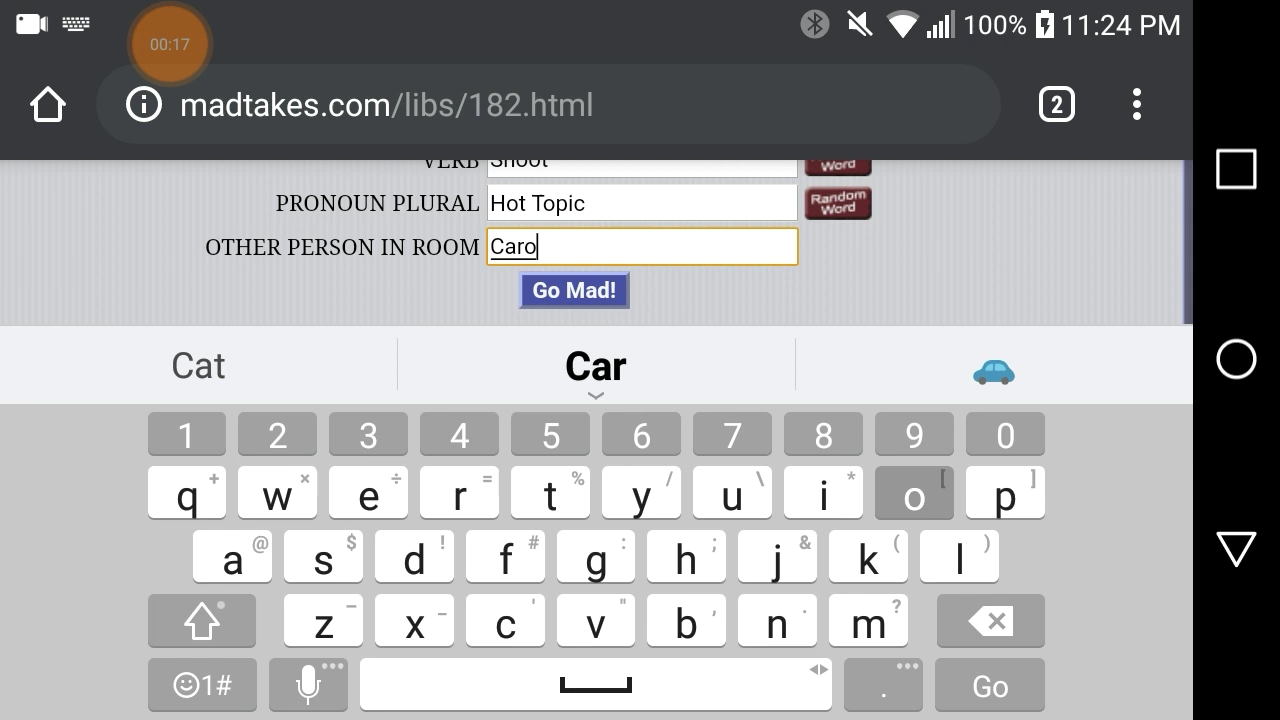 00:17
100% 11:24 PM
madtakes.com/libs/182.html
2
VERB Shoot Word
PRONOUN PLURAL Hot Topic Random Word
OTHER PERSON IN ROOM Caro
Go Mad!
Cat Car
1 2 3 4 5 6 7 8 9 0
q + w × e ÷ r = t % y / u \ i * o [ p ]
a @ s $ d ! f # g : h ; j & k ( l )
z – x - c ' v " b , n . m ?
1# . Go